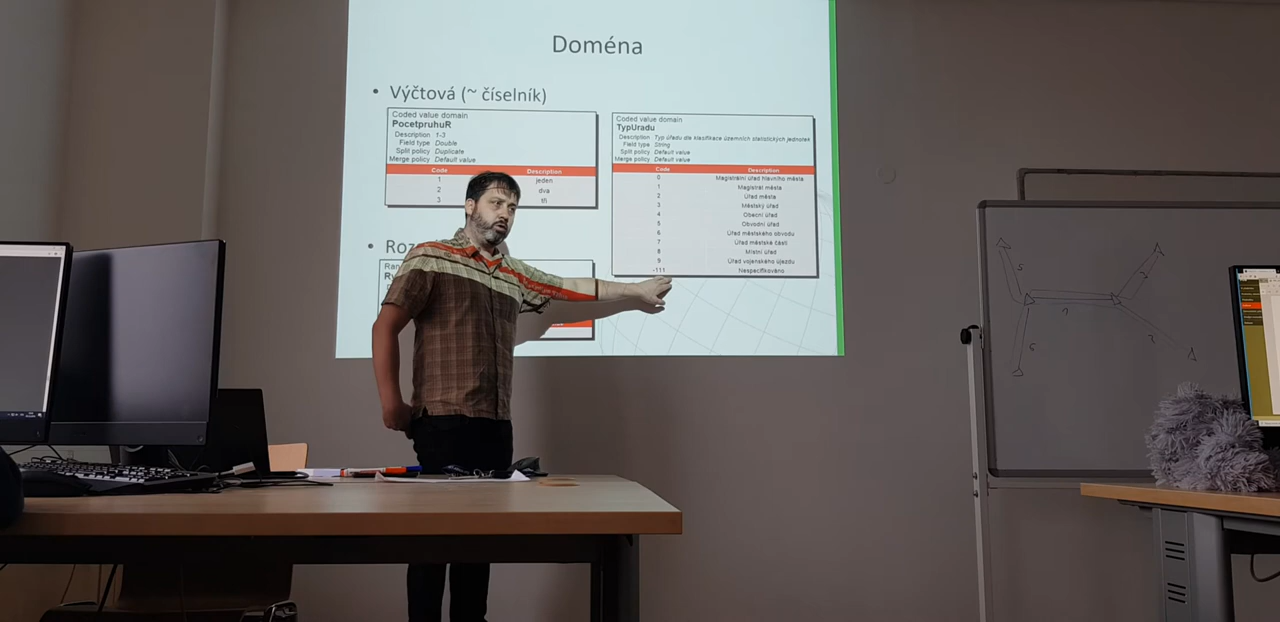 Doména
• Výčtová (~ číselník)
Coded value domain
PocetpruhuR
Description 1-3
Field type Double
Split policy Duplicate
Merge policy Default value
Code Description
1 jeden
2 dva
3 tři
Coded value domain
TypUradu
Description Typ úřadu dle klasifikace územních statistických jednotek
Field type String
Split policy Default value
Merge policy Default value
Code Description
0 Magistrátní úřad hlavního města
1 Magistrát města
2 Úřad města
3 Městský úřad
4 Obecní úřad
5 Obvodní úřad
6 Úřad městského obvodu
7 Úřad městské části
8 Místní úřad
9 Úřad vojenského újezdu
-111 Nespecifikováno
• Roz
Ran
5
6